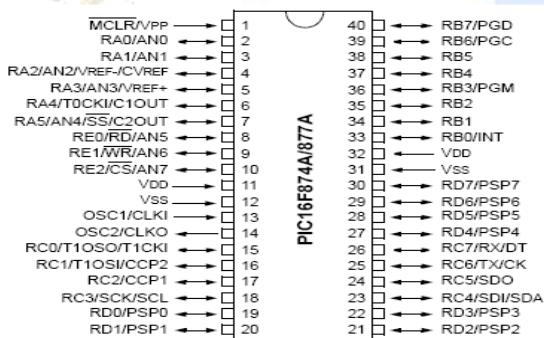 MCLR/VPP 1 40 RB7/PGD
RA0/AN0 2 39 RB6/PGC
RA1/AN1 3 38 RB5
RA2/AN2/VREF-/CVREF 4 37 RB4
RA3/AN3/VREF+ 5 36 RB3/PGM
RA4/T0CKI/C1OUT 6 35 RB2
RA5/AN4/SS/C2OUT 7 34 RB1
RE0/RD/AN5 8 33 RB0/INT
RE1/WR/AN6 9 32 VDD
RE2/CS/AN7 10 31 VSS
VDD 11 30 RD7/PSP7
VSS 12 29 RD6/PSP6
OSC1/CLKI 13 28 RD5/PSP5
OSC2/CLKO 14 27 RD4/PSP4
RC0/T1OSO/T1CKI 15 26 RC7/RX/DT
RC1/T1OSI/CCP2 16 25 RC6/TX/CK
RC2/CCP1 17 24 RC5/SDO
RC3/SCK/SCL 18 23 RC4/SDI/SDA
RD0/PSP0 19 22 RD3/PSP3
RD1/PSP1 20 21 RD2/PSP2
PIC16F874A/877A